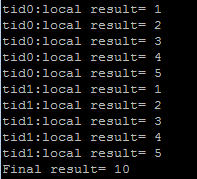 tid0:local result= 1
tid0:local result= 2
tid0:local result= 3
tid0:local result= 4
tid0:local result= 5
tid1:local result= 1
tid1:local result= 2
tid1:local result= 3
tid1:local result= 4
tid1:local result= 5
Final result= 10